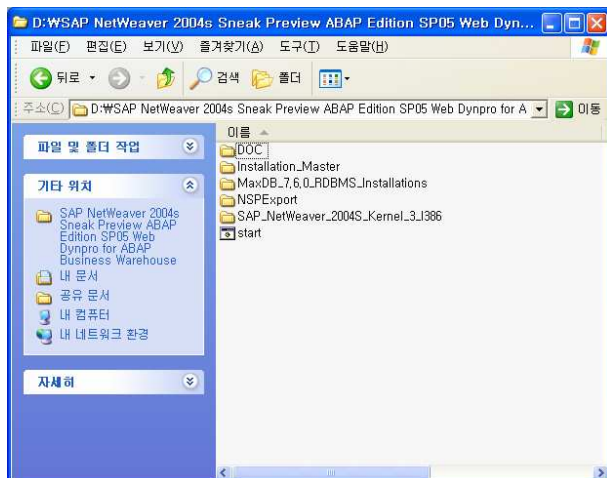 D:₩SAP NetWeaver 2004s Sneak Preview ABAP Edition SP05 Web Dyn...
파일(F) 편집(E) 보기(V) 즐겨찾기(A) 도구(T) 도움말(H)
뒤로 검색 폴더
주소(C) D:₩SAP NetWeaver 2004s Sneak Preview ABAP Edition SP05 Web Dynpro for A 이동
이름
파일 및 폴더 작업
DOC
Installation_Master
MaxDB_7,6,0_RDBMS_Installations
NSPExport
SAP_NetWeaver_2004S_Kernel_3_I386
start
기타 위치
SAP NetWeaver 2004s
Sneak Preview ABAP
Edition SP05 Web
Dynpro for ABAP
Business Warehouse
내 문서
공유 문서
내 컴퓨터
내 네트워크 환경
자세히